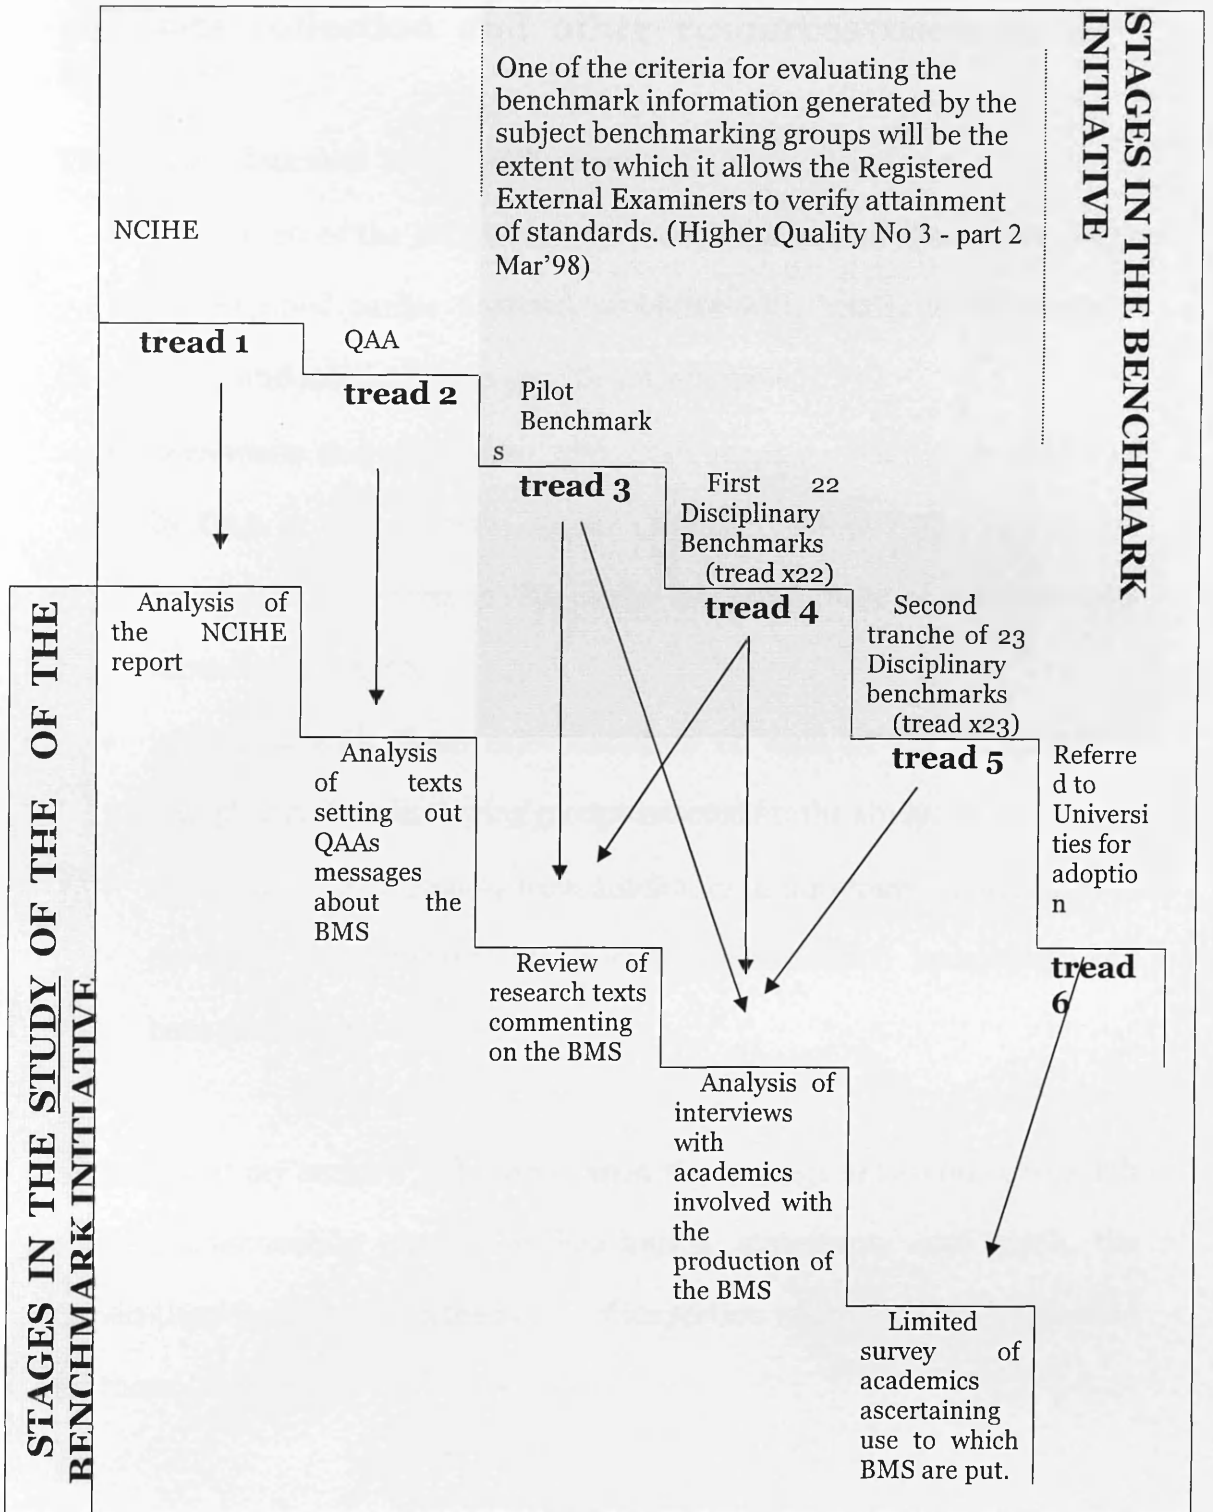 STAGES IN THE BENCHMARK
INITIATIVE
One of the criteria for evaluating the
benchmark information generated by the
subject benchmarking groups will be the
extent to which it allows the Registered
External Examiners to verify attainment
of standards. (Higher Quality No 3 - part 2
Mar'98)
NCIHE
tread 1
QAA
tread 2
Pilot
Benchmark
s
tread 3
First 22
Disciplinary
Benchmarks
(tread x22)
tread 4
Second
tranche of 23
Disciplinary
benchmarks
(tread x23)
tread 5
Referre
d to
Universi
ties for
adoptio
n
tread
6
STAGES IN THE STUDY OF THE OF THE
BENCHMARK INITIATIVE
Analysis of
the NCIHE
report
Analysis
of texts
setting out
QAAs
messages
about the
BMS
Review of
research texts
commenting
on the BMS
Analysis of
interviews
with
academics
involved with
the
production of
the BMS
Limited
survey of
academics
ascertaining
use to which
BMS are put.